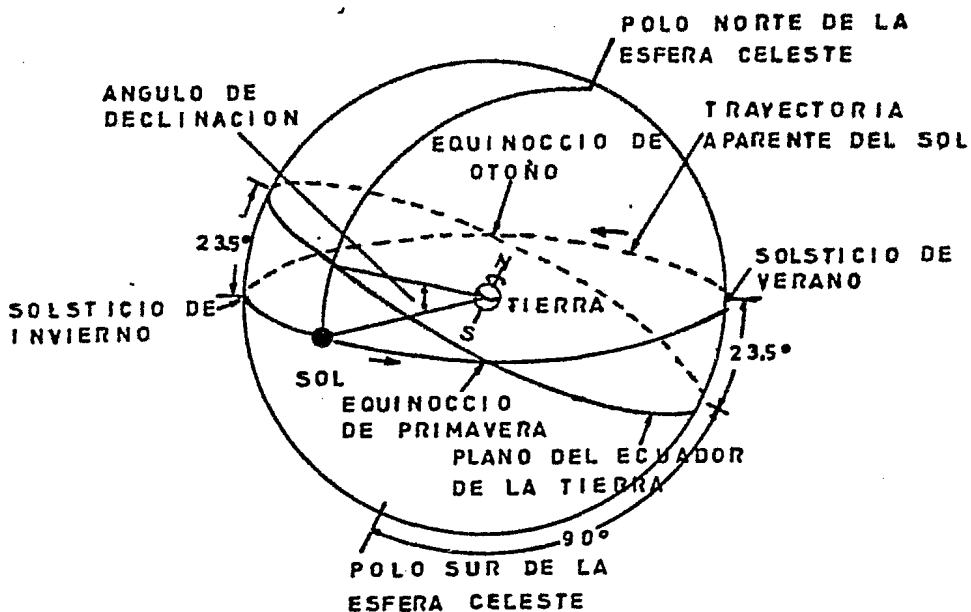 POLO NORTE DE LA
ESFERA CELESTE
ANGULO DE
DECLINACION
TRAYECTORIA
APARENTE DEL SOL
EQUINOCCIO DE
OTOÑO
23.5°
SOLSTICIO DE
VERANO
N
TIERRA
S
SOLSTICIO DE
INVIERNO
23.5°
SOL
EQUINOCCIO
DE PRIMAVERA
PLANO DEL ECUADOR
DE LA TIERRA
90°
POLO SUR DE LA
ESFERA CELESTE